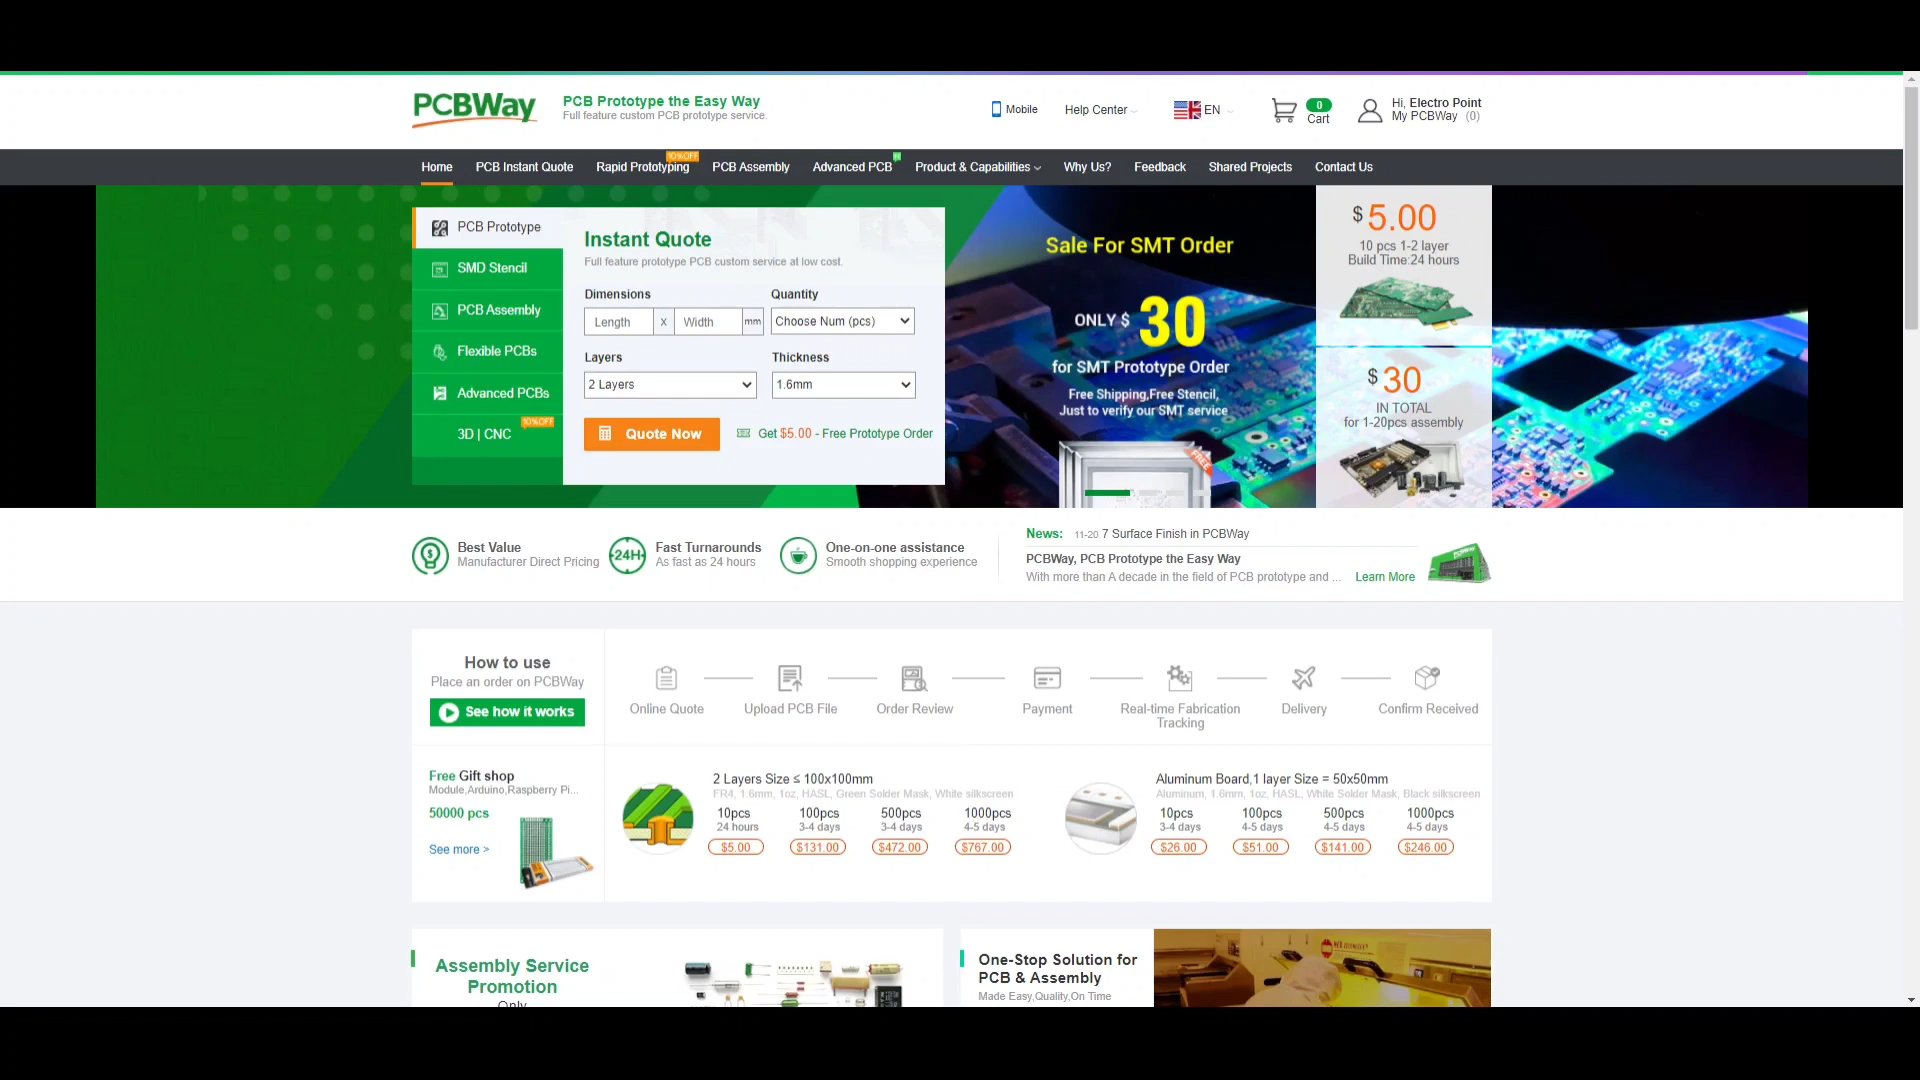 PCBWay
PCB Prototype the Easy Way
Full feature custom PCB prototype service.
Mobile
Help Center
EN
0
Cart
Hi, Electro Point
My PCBWay (0)
Home
PCB Instant Quote
Rapid Prototyping
10%OFF
PCB Assembly
Advanced PCB
Product & Capabilities
Why Us?
Feedback
Shared Projects
Contact Us
PCB Prototype
SMD Stencil
PCB Assembly
Flexible PCBs
Advanced PCBs
3D | CNC
10%OFF
Instant Quote
Full feature prototype PCB custom service at low cost.
Dimensions
Quantity
Length x Width mm
Choose Num (pcs)
Layers
Thickness
2 Layers
1.6mm
Quote Now
Get $5.00 - Free Prototype Order
Sale For SMT Order
ONLY $ 30
for SMT Prototype Order
Free Shipping,Free Stencil,
Just to verify our SMT service
FREE
$ 5.00
10 pcs 1-2 layer
Build Time:24 hours
$ 30
IN TOTAL
for 1-20pcs assembly
Best Value
Manufacturer Direct Pricing
24H
Fast Turnarounds
As fast as 24 hours
One-on-one assistance
Smooth shopping experience
News: 11-20 7 Surface Finish in PCBWay
PCBWay, PCB Prototype the Easy Way
With more than A decade in the field of PCB prototype and ... Learn More
How to use
Place an order on PCBWay
See how it works
Online Quote
Upload PCB File
Order Review
Payment
Real-time Fabrication
Tracking
Delivery
Confirm Received
Free Gift shop
Module,Arduino,Raspberry Pi...
50000 pcs
See more >
2 Layers Size ≤ 100x100mm
FR4, 1.6mm, 1oz, HASL, Green Solder Mask, White silkscreen
10pcs 100pcs 500pcs 1000pcs
24 hours 3-4 days 3-4 days 4-5 days
$5.00 $131.00 $472.00 $767.00
Aluminum Board,1 layer Size = 50x50mm
Aluminum, 1.6mm, 1oz, HASL, White Solder Mask, Black silkscreen
10pcs 100pcs 500pcs 1000pcs
3-4 days 4-5 days 4-5 days 4-5 days
$26.00 $51.00 $141.00 $246.00
Assembly Service
Promotion
Only
One-Stop Solution for
PCB & Assembly
Made Easy,Quality,On Time